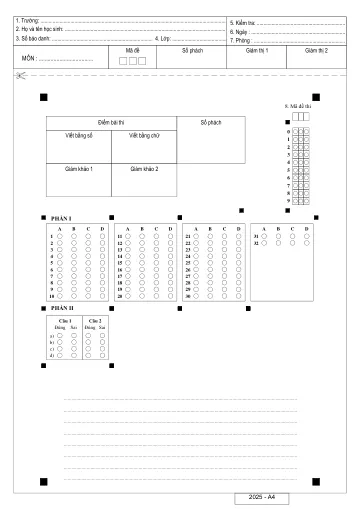 1. Trường: ............................................................
2. Họ và tên học sinh: ............................................................
3. Số báo danh: ............................................................ 4. Lớp: ..............................
5. Kiểm tra: ..............................
6. Ngày : ..............................
7. Phòng : ..............................
MÔN : ..............................
Mã đề
Số phách
Giám thị 1
Giám thị 2
8. Mã đề thi
Điểm bài thi
Số phách
Viết bằng số
Viết bằng chữ
Giám khảo 1
Giám khảo 2
0
1
2
3
4
5
6
7
8
9
PHẦN I
A B C D
1
2
3
4
5
6
7
8
9
10
A B C D
11
12
13
14
15
16
17
18
19
20
A B C D
21
22
23
24
25
26
27
28
29
30
A B C D
31
32
PHẦN II
Câu 1 Câu 2
Đúng Sai Đúng Sai
a)
b)
c)
d)
2025 - A4